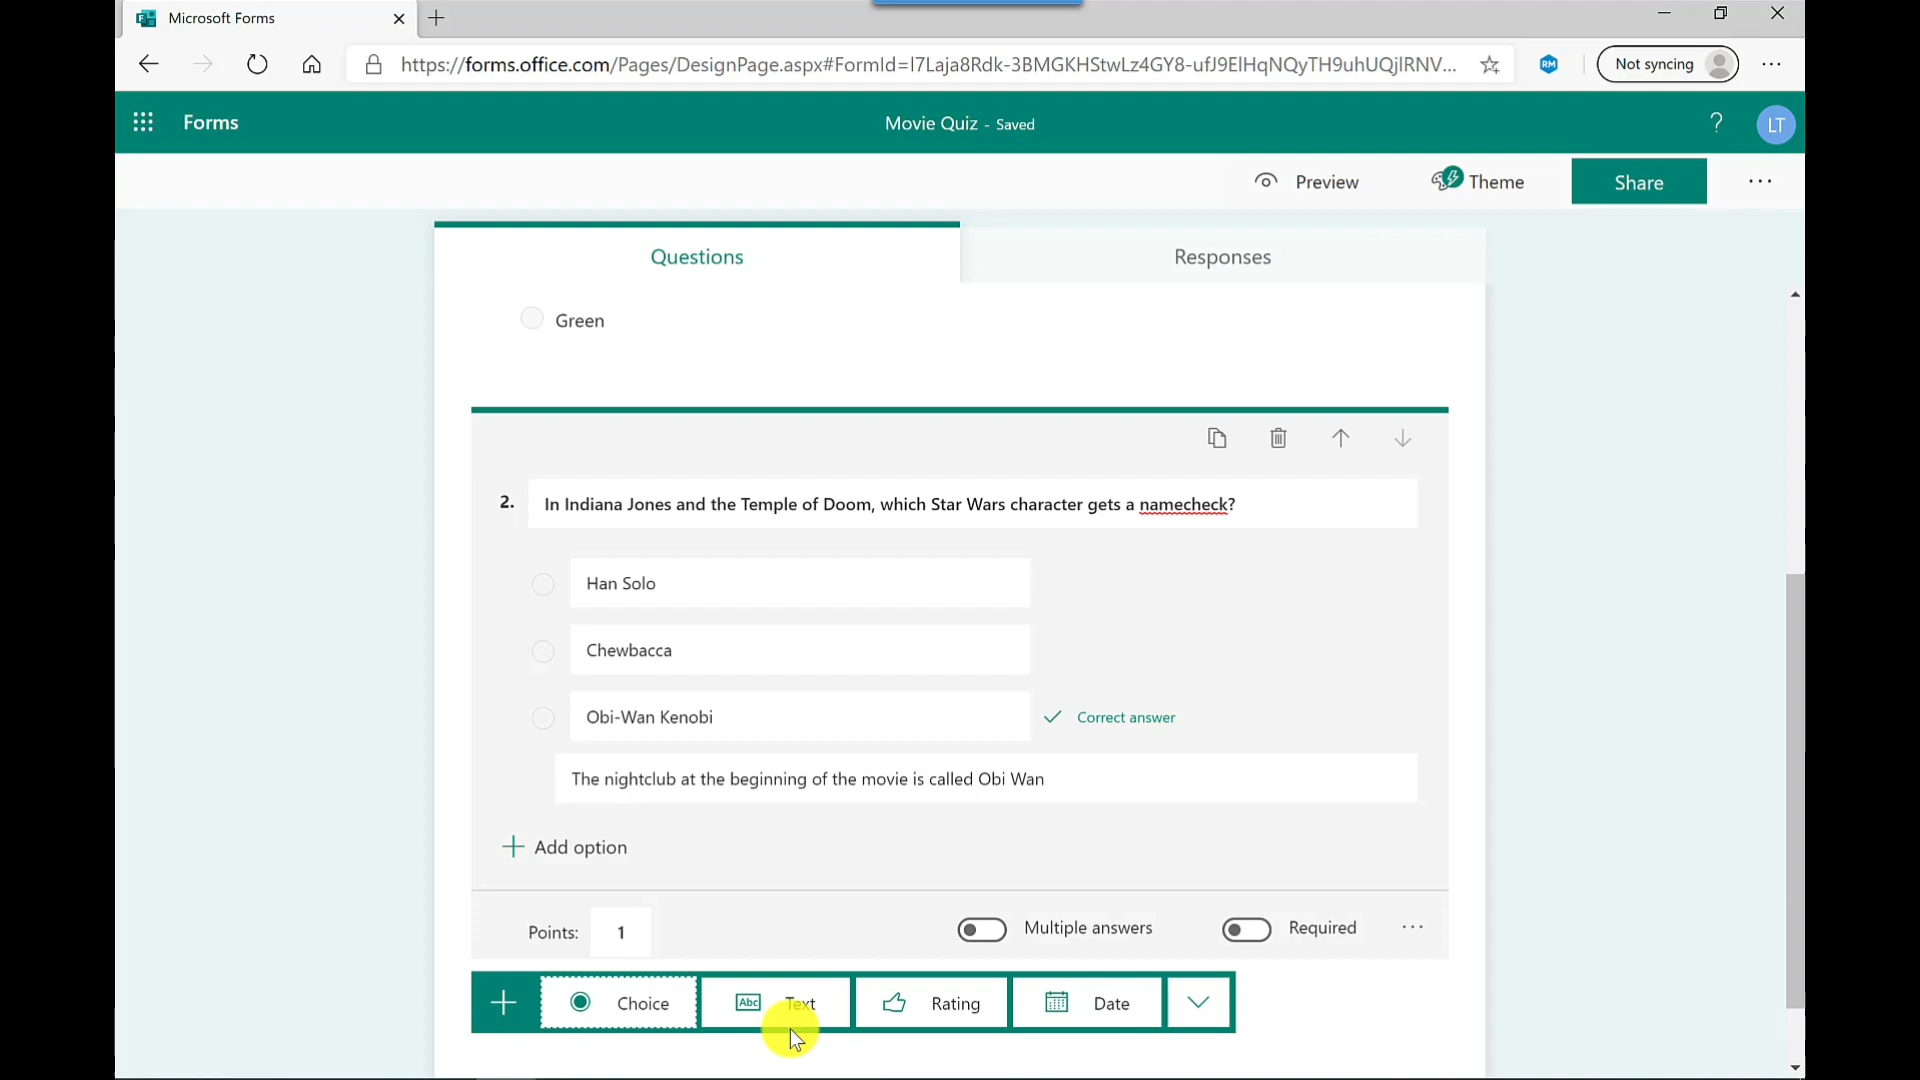 Microsoft Forms
https://forms.office.com/Pages/DesignPage.aspx#FormId=I7Laja8Rdk-3BMGKHStwLz4GY8-ufJ9ElHqNQyTH9uhUQjlRNV...
RM
Not syncing
Forms
Movie Quiz - Saved
?
LT
Preview
Theme
Share
Questions
Responses
Green
2. In Indiana Jones and the Temple of Doom, which Star Wars character gets a namecheck?
Han Solo
Chewbacca
Obi-Wan Kenobi
Correct answer
The nightclub at the beginning of the movie is called Obi Wan
Add option
Points: 1
Multiple answers
Required
Choice
Abc Text
Rating
Date